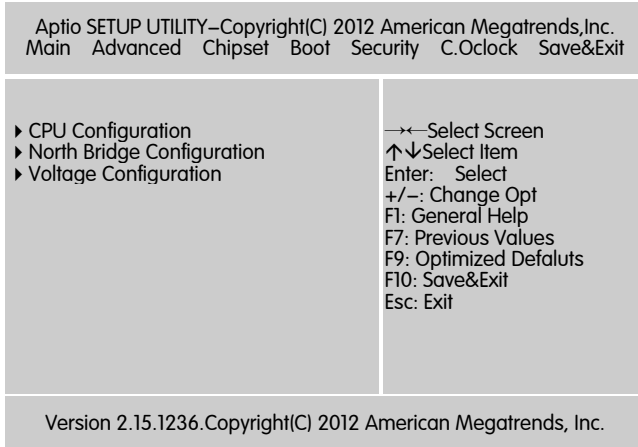 Aptio SETUP UTILITY–Copyright(C) 2012 American Megatrends,Inc.
Main Advanced Chipset Boot Security C.Oclock Save&Exit
▶ CPU Configuration
▶ North Bridge Configuration
▶ Voltage Configuration
→←Select Screen
↑↓Select Item
Enter: Select
+/–: Change Opt
F1: General Help
F7: Previous Values
F9: Optimized Defaluts
F10: Save&Exit
Esc: Exit
Version 2.15.1236.Copyright(C) 2012 American Megatrends, Inc.